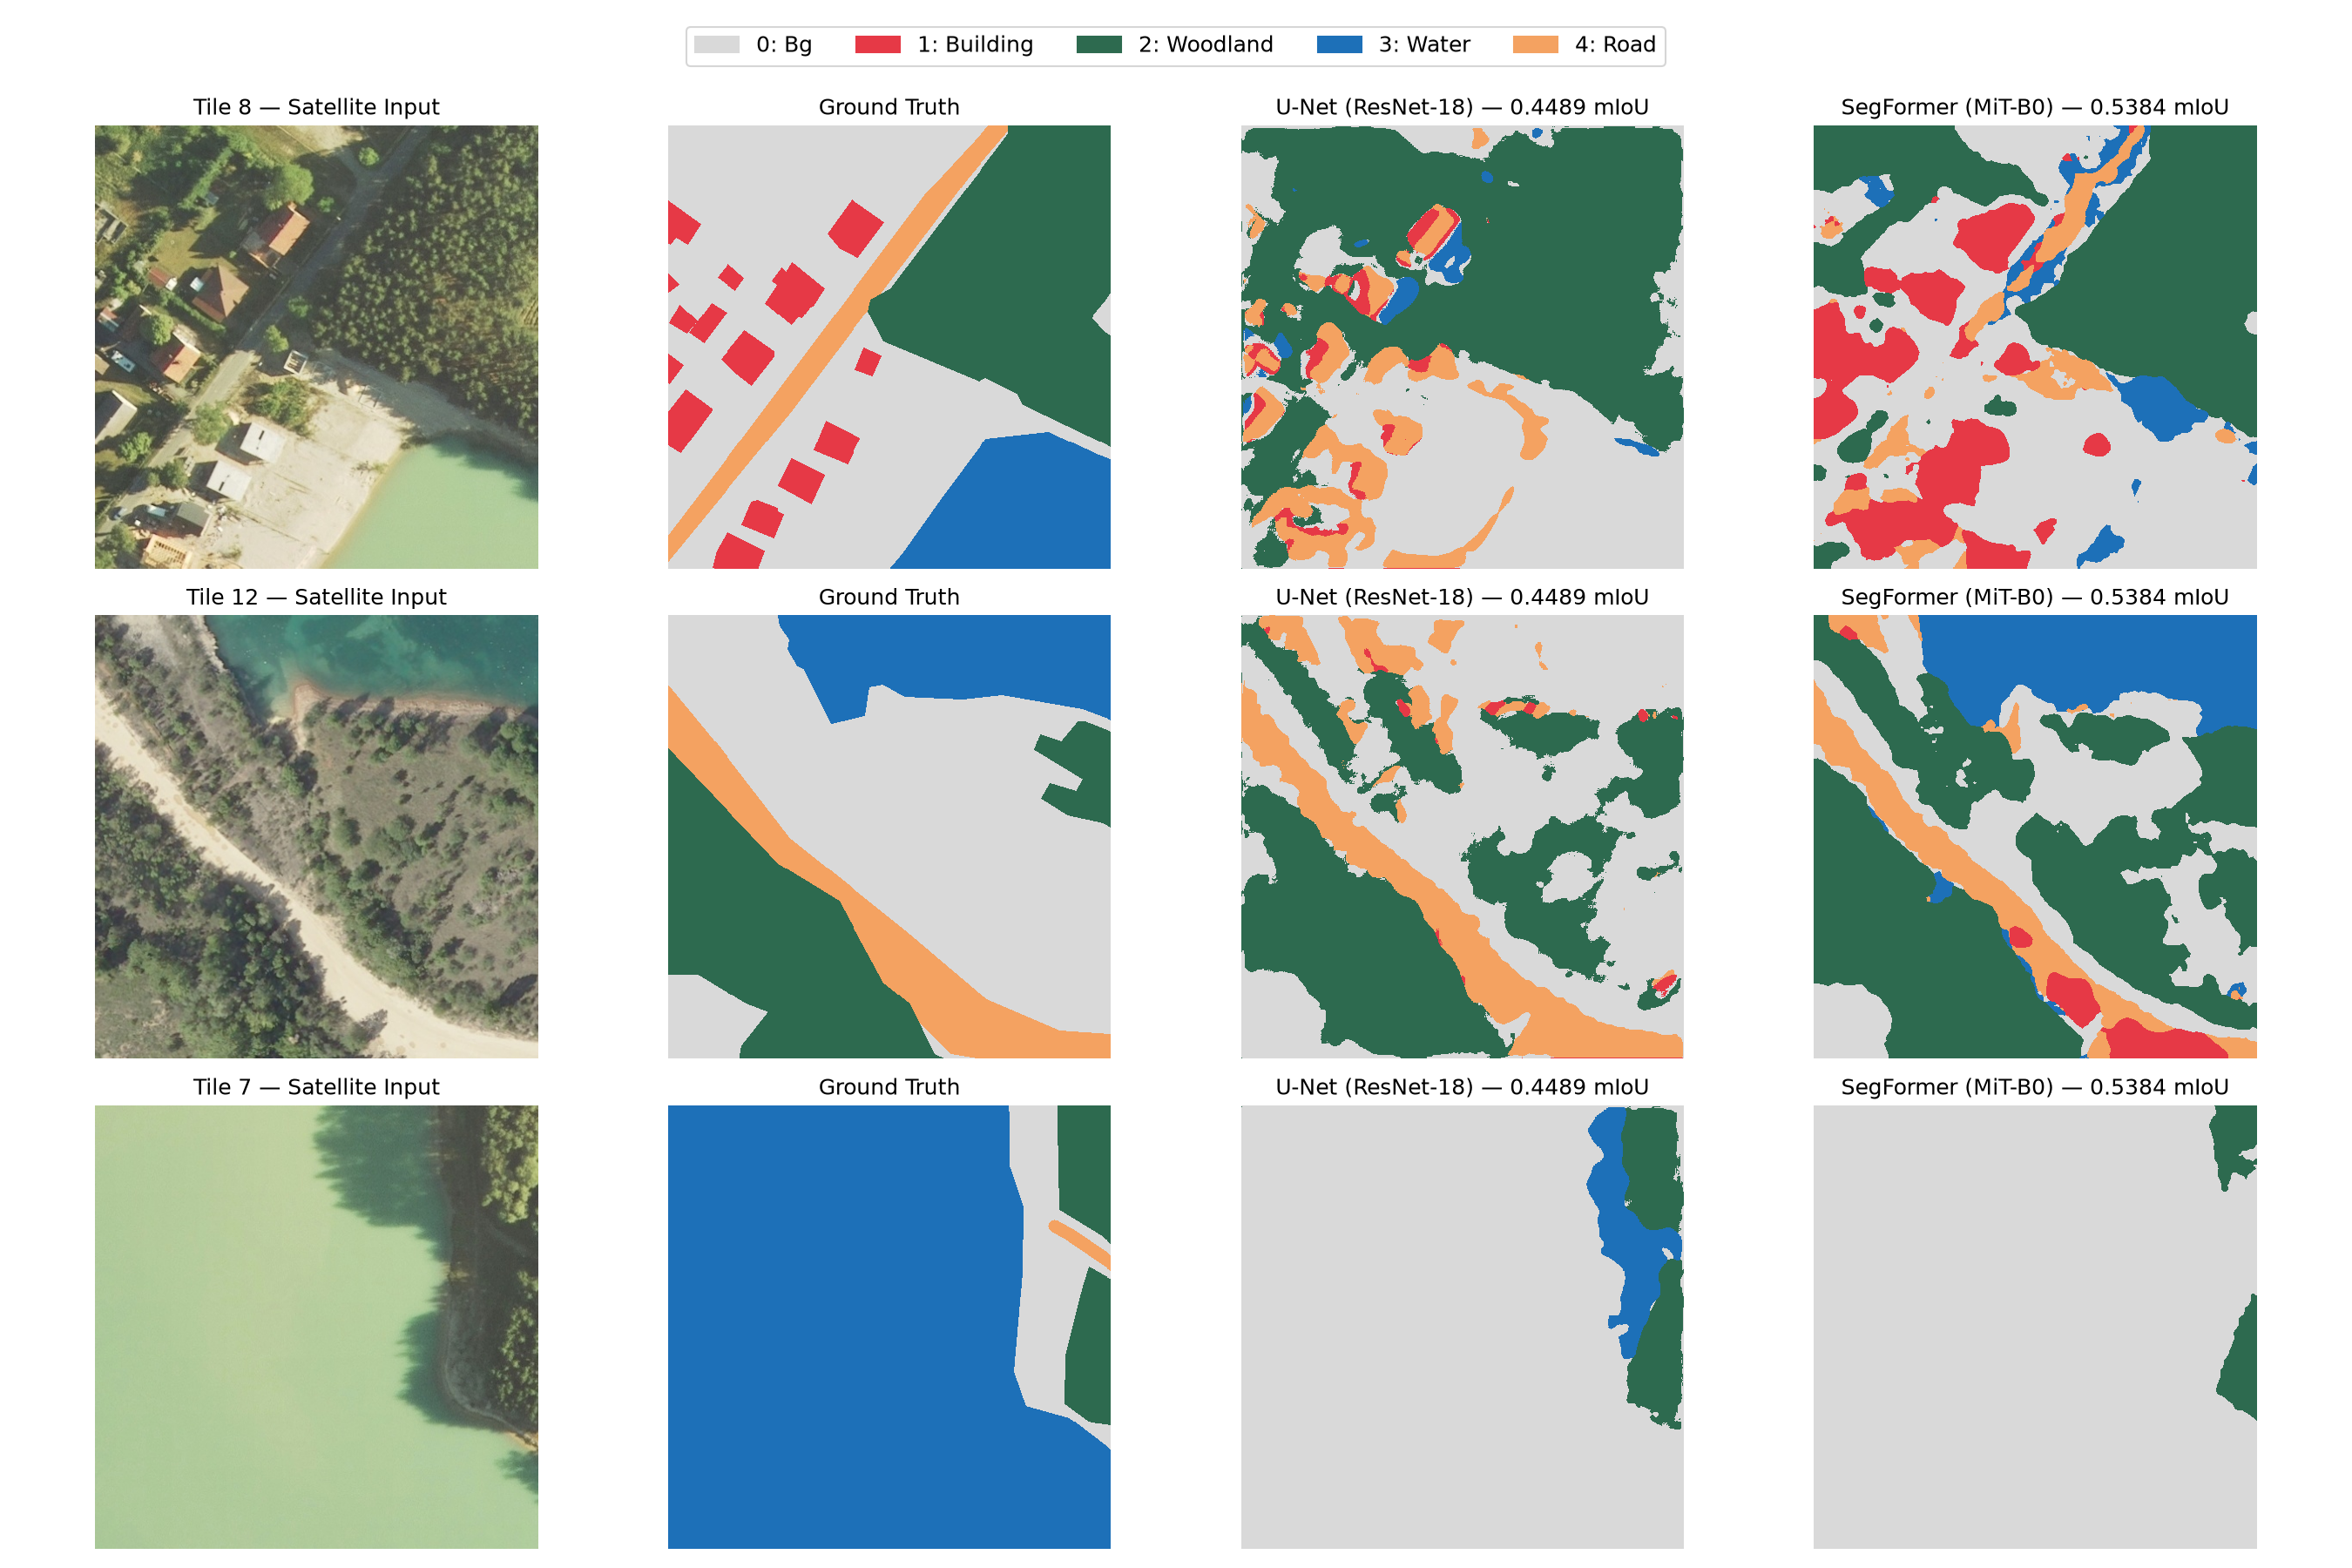 0: Bg 1: Building 2: Woodland 3: Water 4: Road
Tile 8 — Satellite Input Ground Truth U-Net (ResNet-18) — 0.4489 mIoU SegFormer (MiT-B0) — 0.5384 mIoU
Tile 12 — Satellite Input Ground Truth U-Net (ResNet-18) — 0.4489 mIoU SegFormer (MiT-B0) — 0.5384 mIoU
Tile 7 — Satellite Input Ground Truth U-Net (ResNet-18) — 0.4489 mIoU SegFormer (MiT-B0) — 0.5384 mIoU